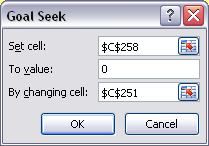 Goal Seek
Set cell: $C$258
To value: 0
By changing cell: $C$251
OK Cancel